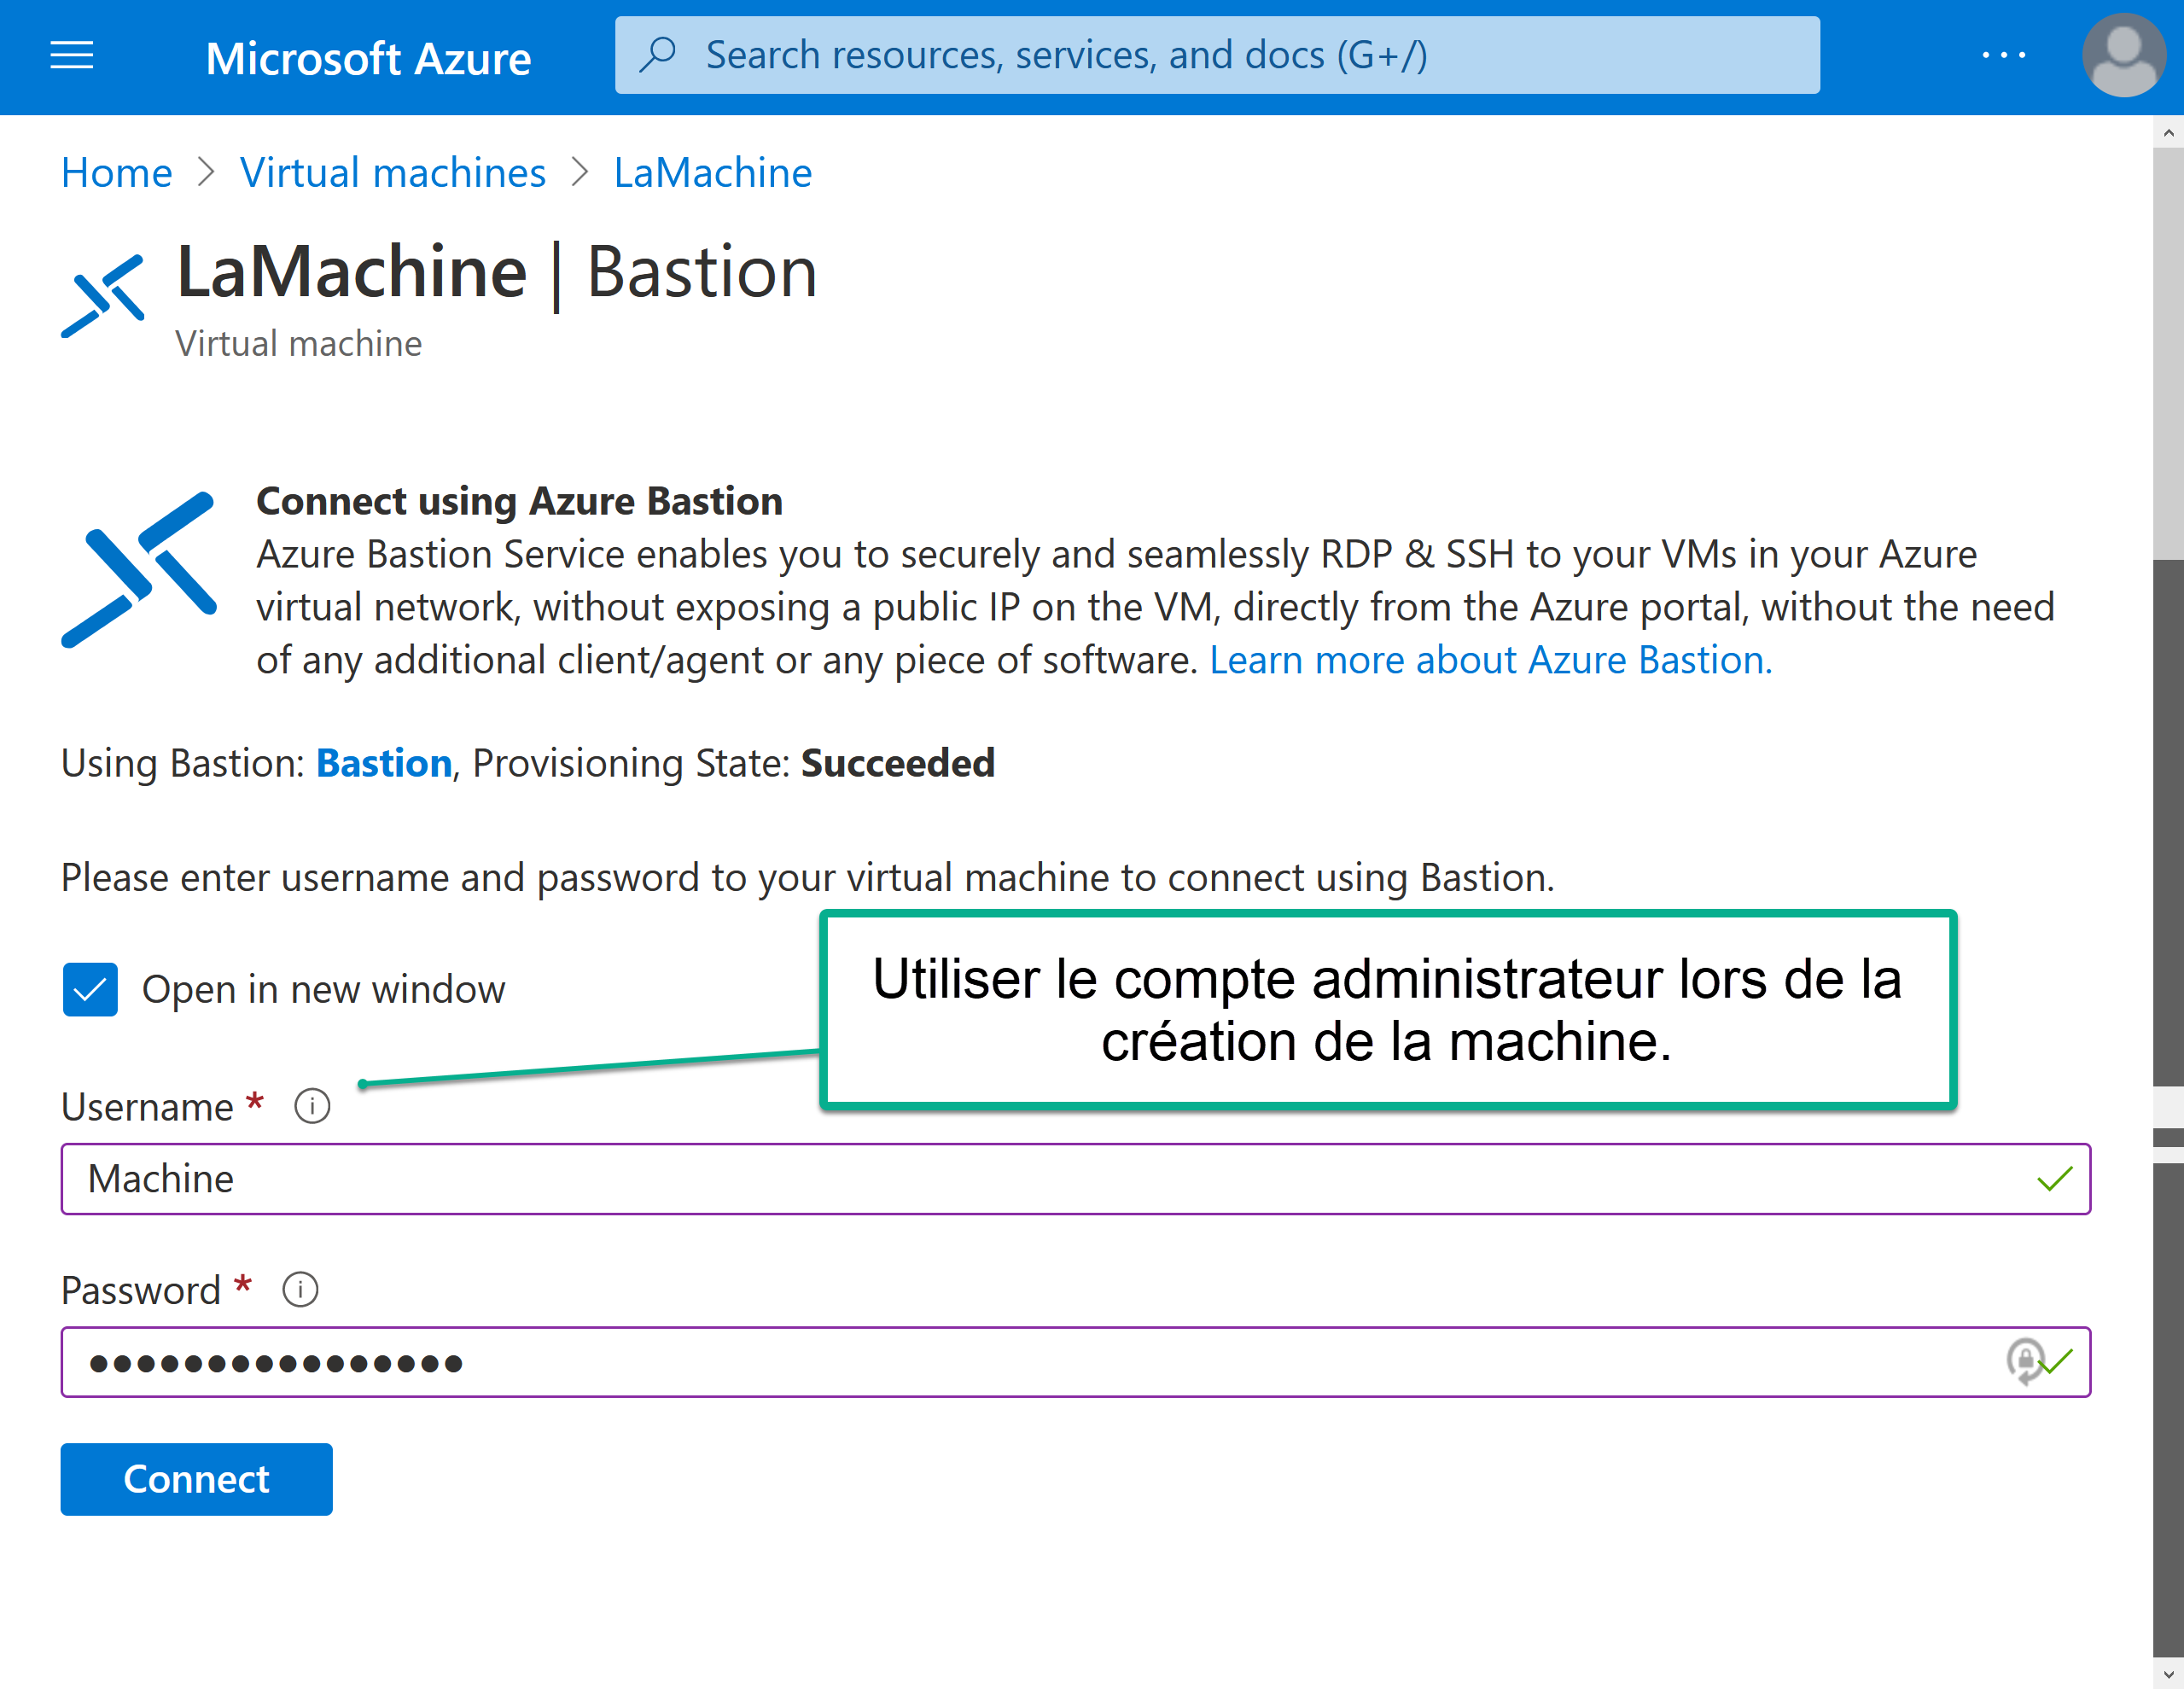 Microsoft Azure
Search resources, services, and docs (G+/)
Home > Virtual machines > LaMachine
LaMachine | Bastion
Virtual machine
Connect using Azure Bastion
Azure Bastion Service enables you to securely and seamlessly RDP & SSH to your VMs in your Azure
virtual network, without exposing a public IP on the VM, directly from the Azure portal, without the need
of any additional client/agent or any piece of software. Learn more about Azure Bastion.
Using Bastion: Bastion, Provisioning State: Succeeded
Please enter username and password to your virtual machine to connect using Bastion.
Utiliser le compte administrateur lors de la
création de la machine.
Open in new window
Username *
Machine
Password *
Connect